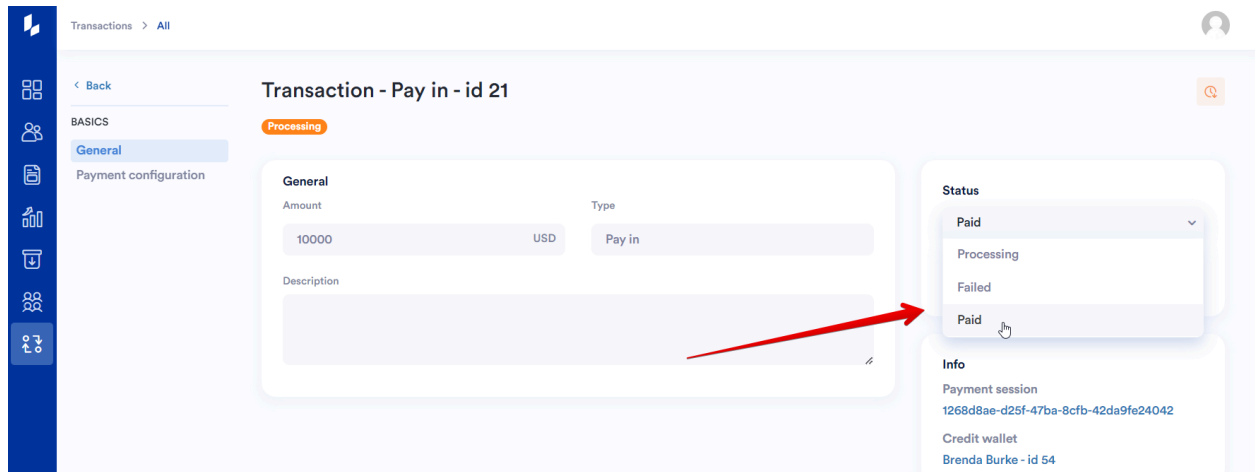 Transactions > All
< Back
BASICS
General
Payment configuration
Transaction - Pay in - id 21
Processing
General
Amount
Type
10000 USD
Pay in
Description
Status
Paid
Processing
Failed
Paid
Info
Payment session
1268d8ae-d25f-47ba-8cfb-42da9fe24042
Credit wallet
Brenda Burke - id 54